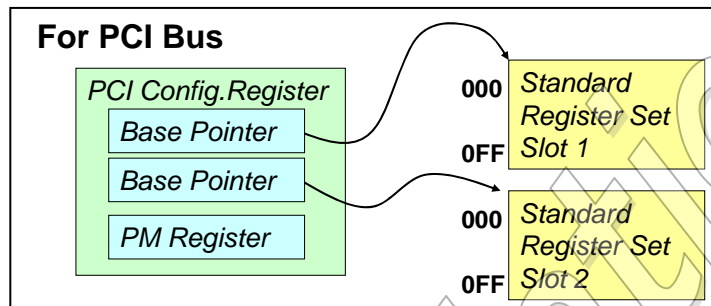 For PCI Bus
PCI Config.Register
Base Pointer
Base Pointer
PM Register
000
0FF
Standard
Register Set
Slot 1
000
0FF
Standard
Register Set
Slot 2